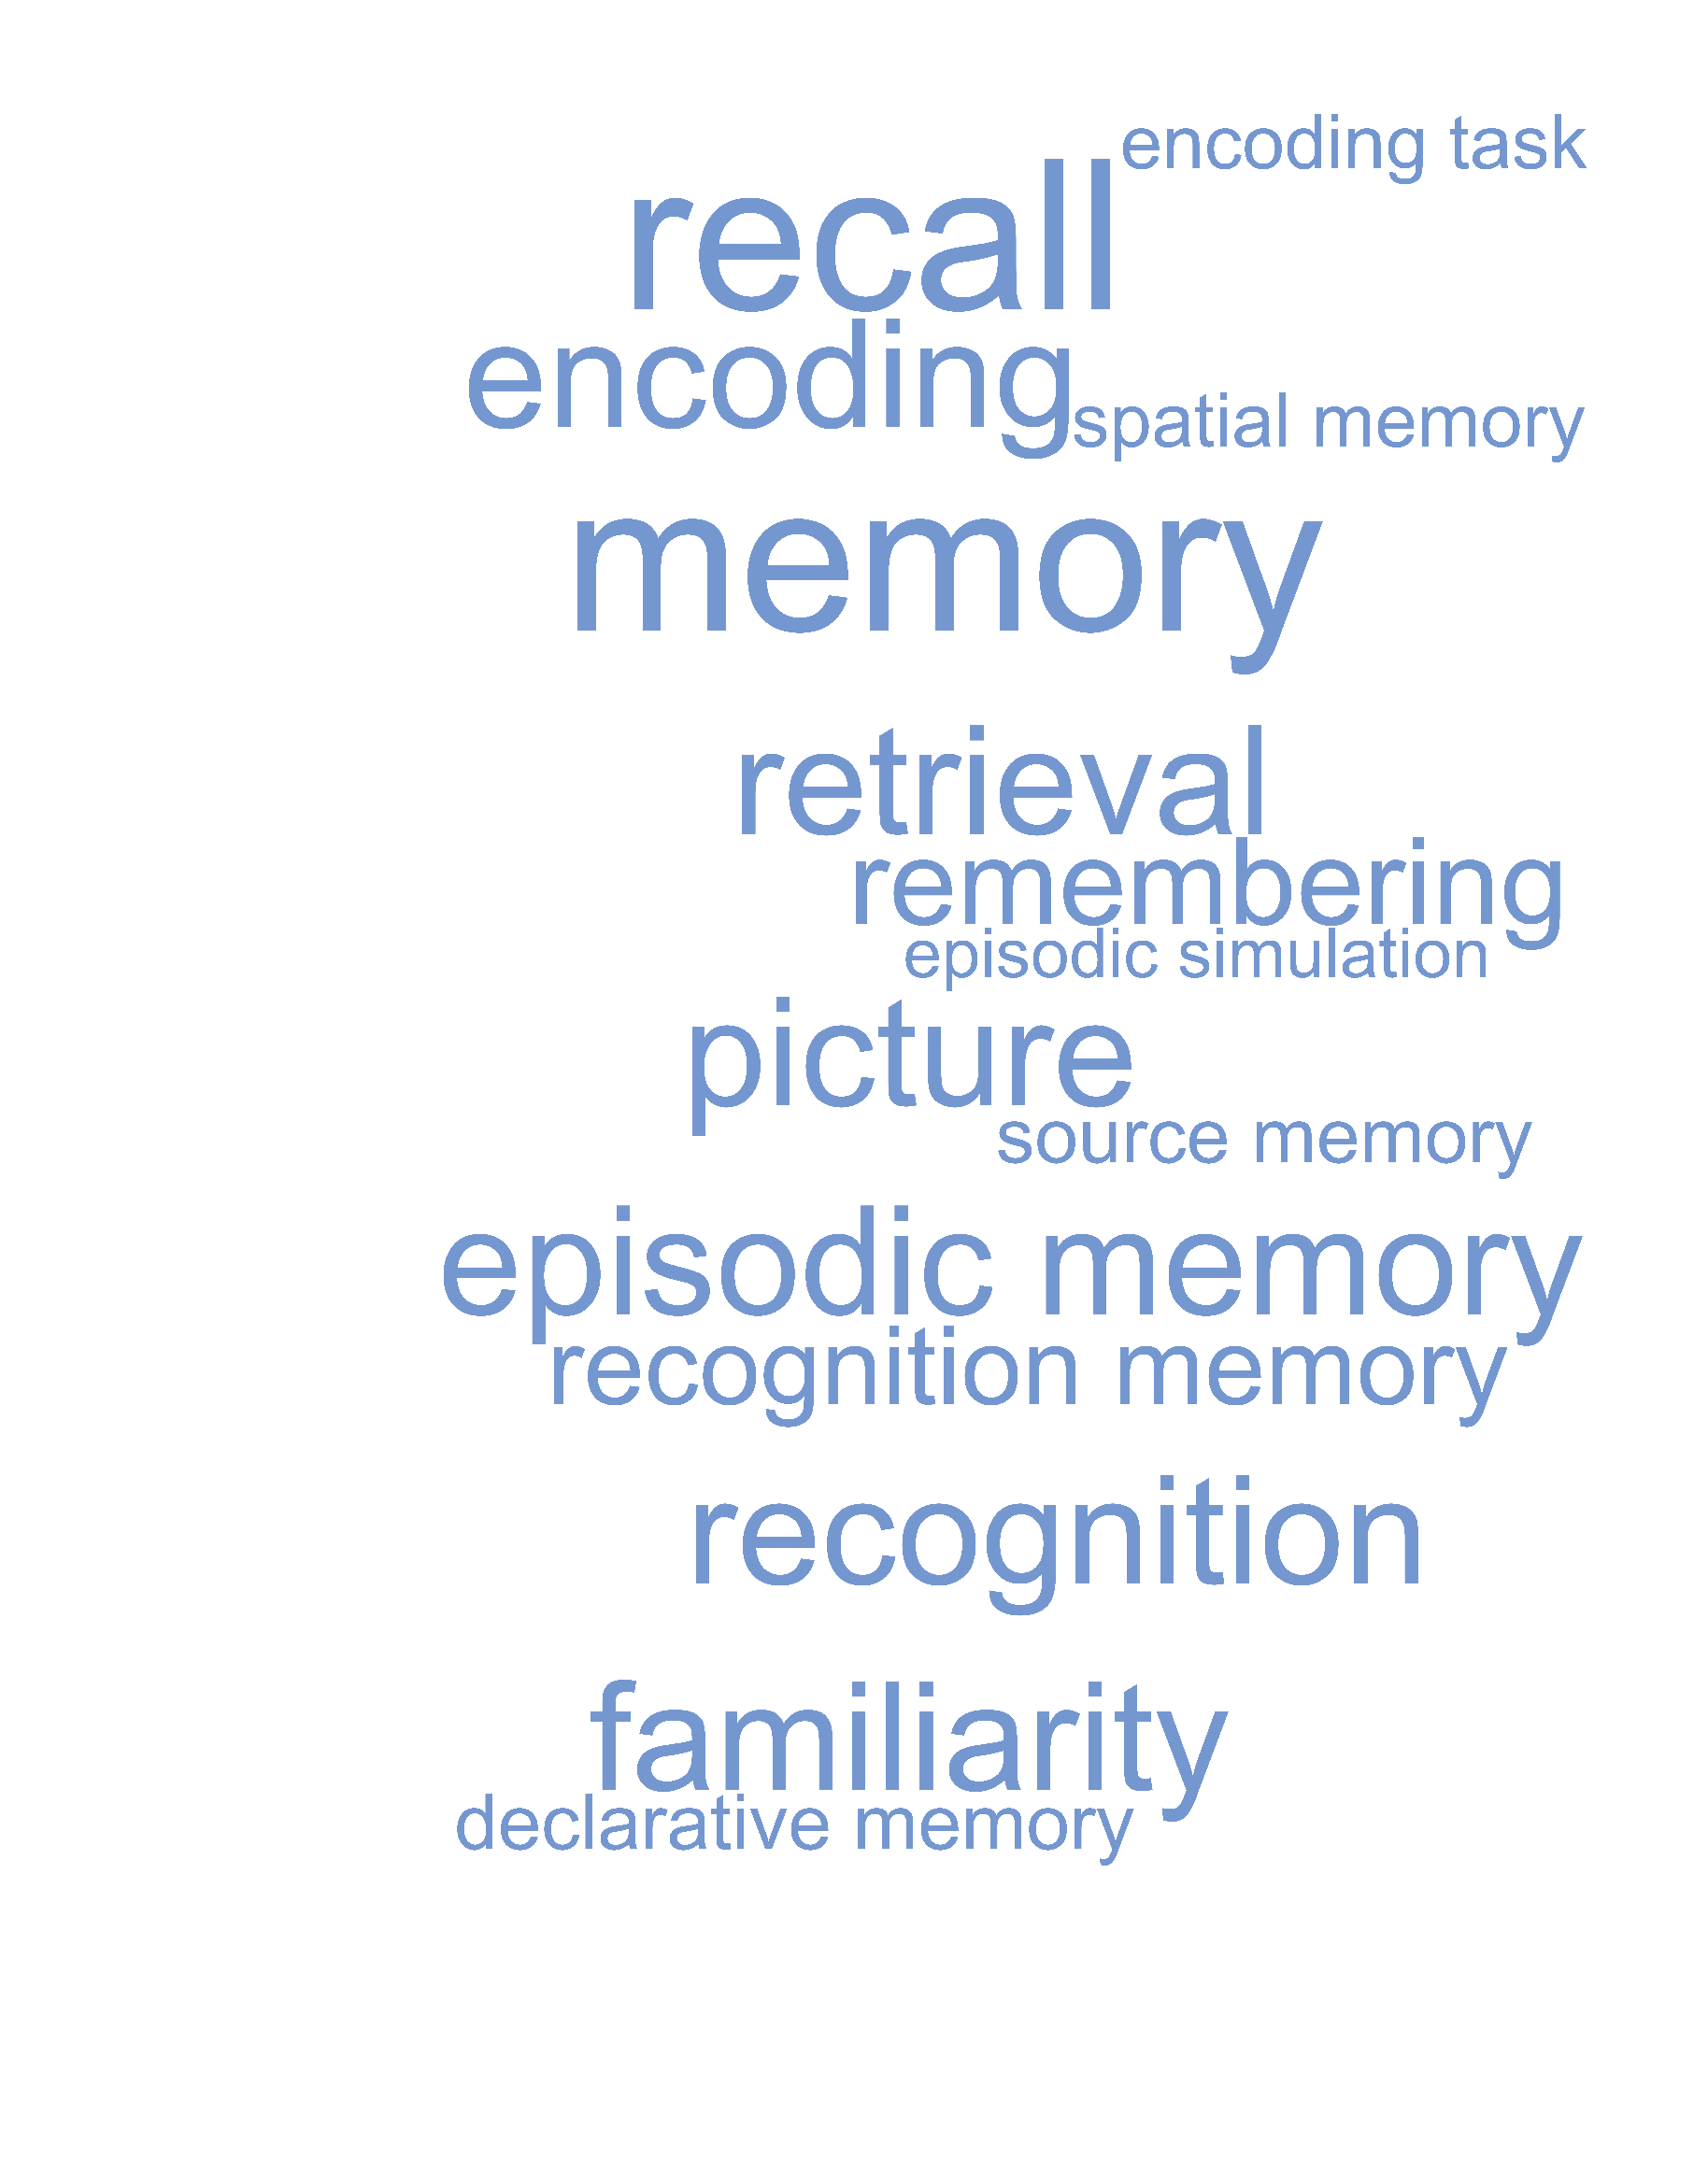 encoding task
recall
encoding
spatial memory
memory
retrieval
remembering
episodic simulation
picture
source memory
episodic memory
recognition memory
recognition
familiarity
declarative memory